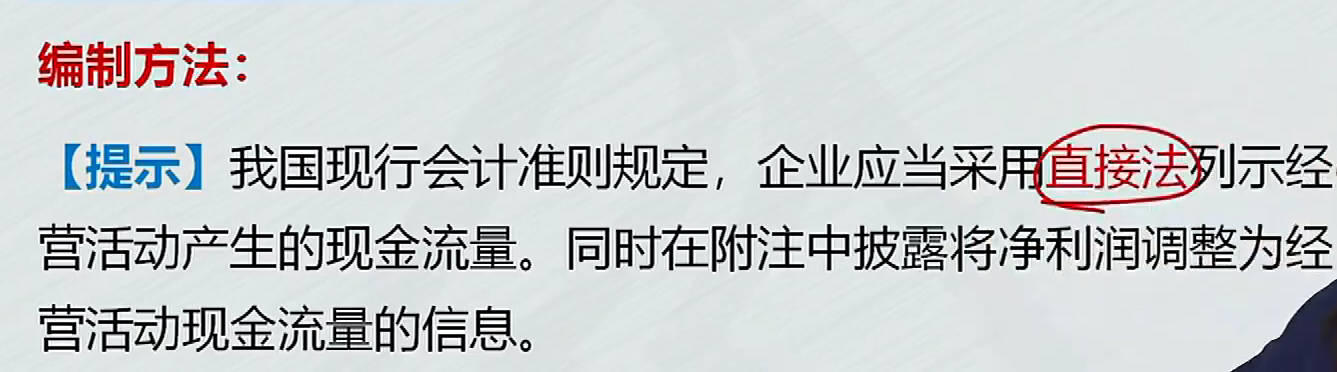 编制方法：
【提示】我国现行会计准则规定，企业应当采用直接法列示经
营活动产生的现金流量。同时在附注中披露将净利润调整为经
营活动现金流量的信息。